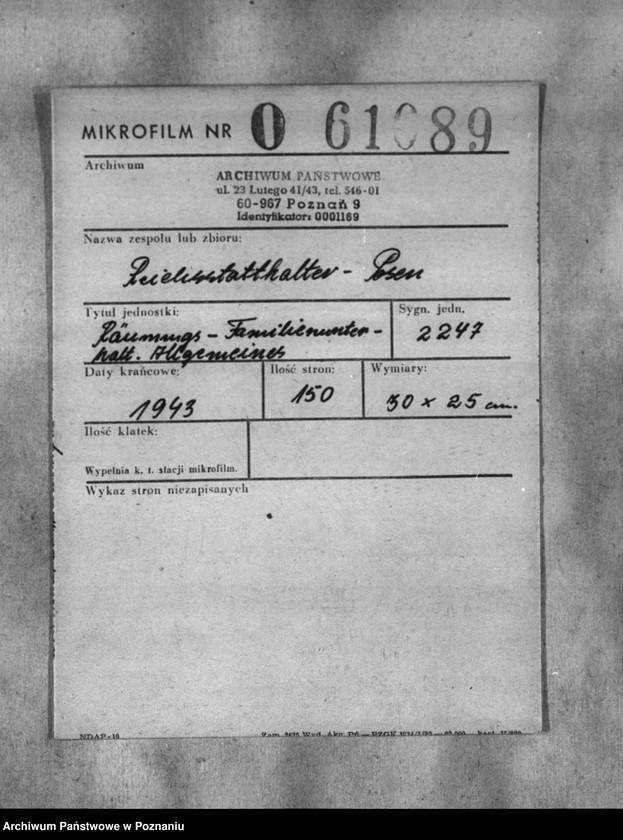 MIKROFILM NR O 61089
Archiwum
ARCHIWUM PAŃSTWOWE
ul. 23 Lutego 41/43, tel. 546-01
60-967 Poznań 9
Identyfikator: 0001169
Nazwa zespołu lub zbioru:
Reichsstatthalter - Posen
Tytuł jednostki:
Räumungs - Familienunter-
halt. Allgemeines
Sygn. jedn.
2247
Daty krańcowe:
1943
Ilość stron:
150
Wymiary:
30 x 25 cm.
Ilość klatek:
Wypełnia k. t. stacji mikrofilm.
Wykaz stron niezapisanych
NDAP-16
Archiwum Państwowe w Poznaniu